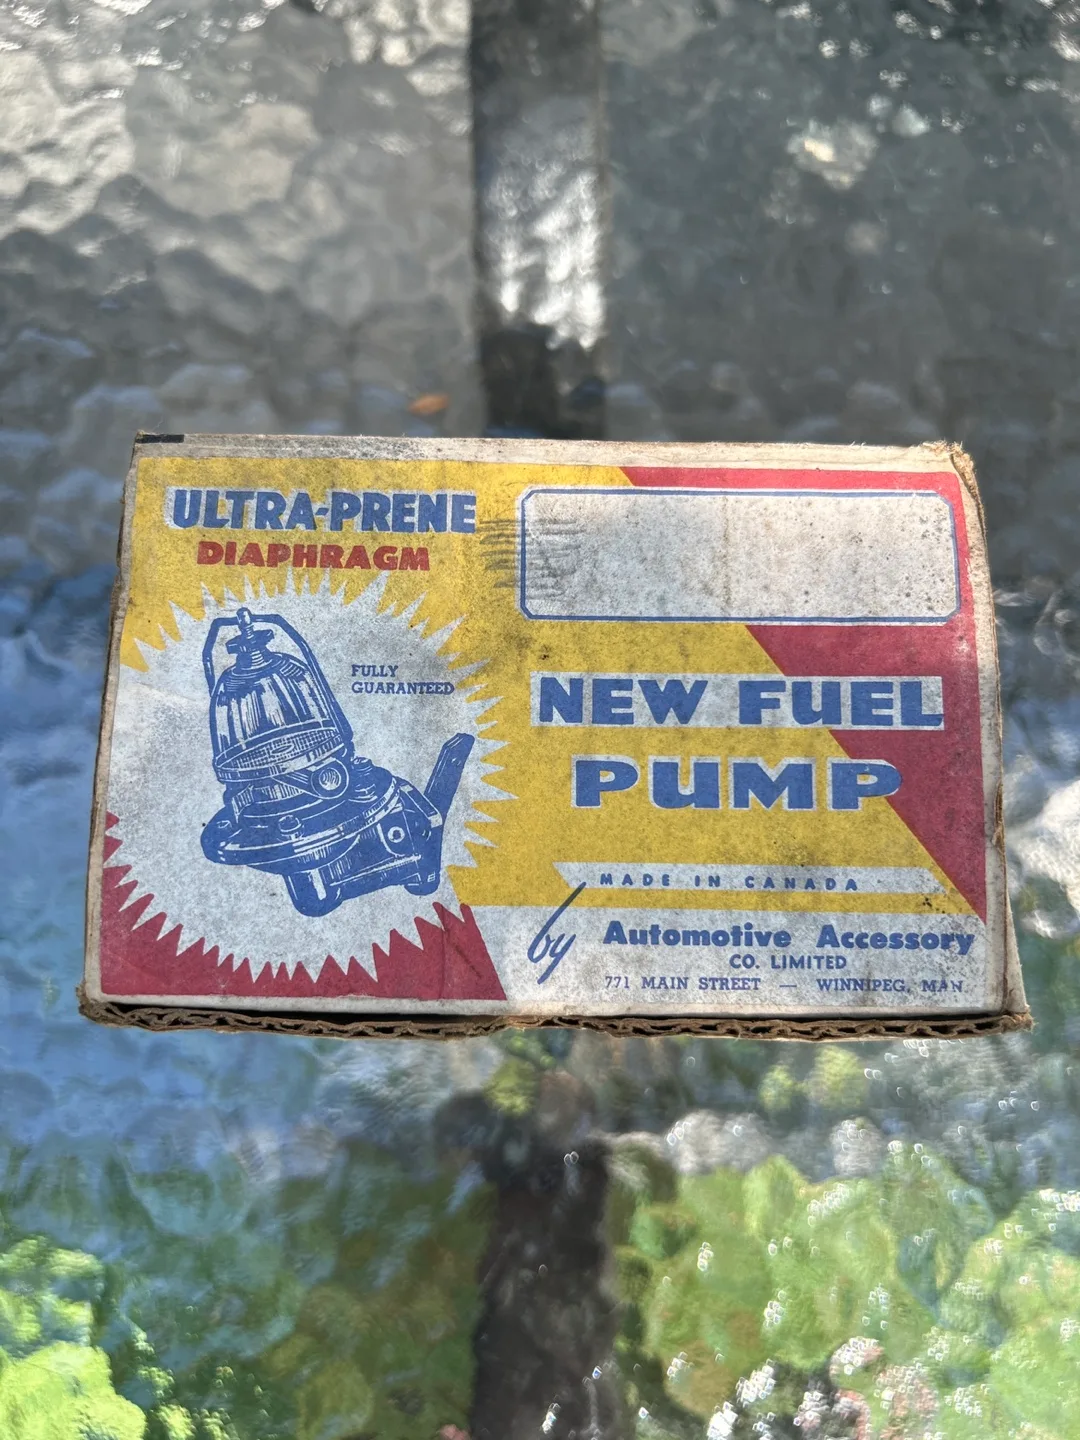 ULTRA-PRENE
DIAPHRAGM
FULLY
GUARANTEED
NEW FUEL
PUMP
MADE IN CANADA
by Automotive Accessory
CO. LIMITED
771 MAIN STREET — WINNIPEG, MAN.